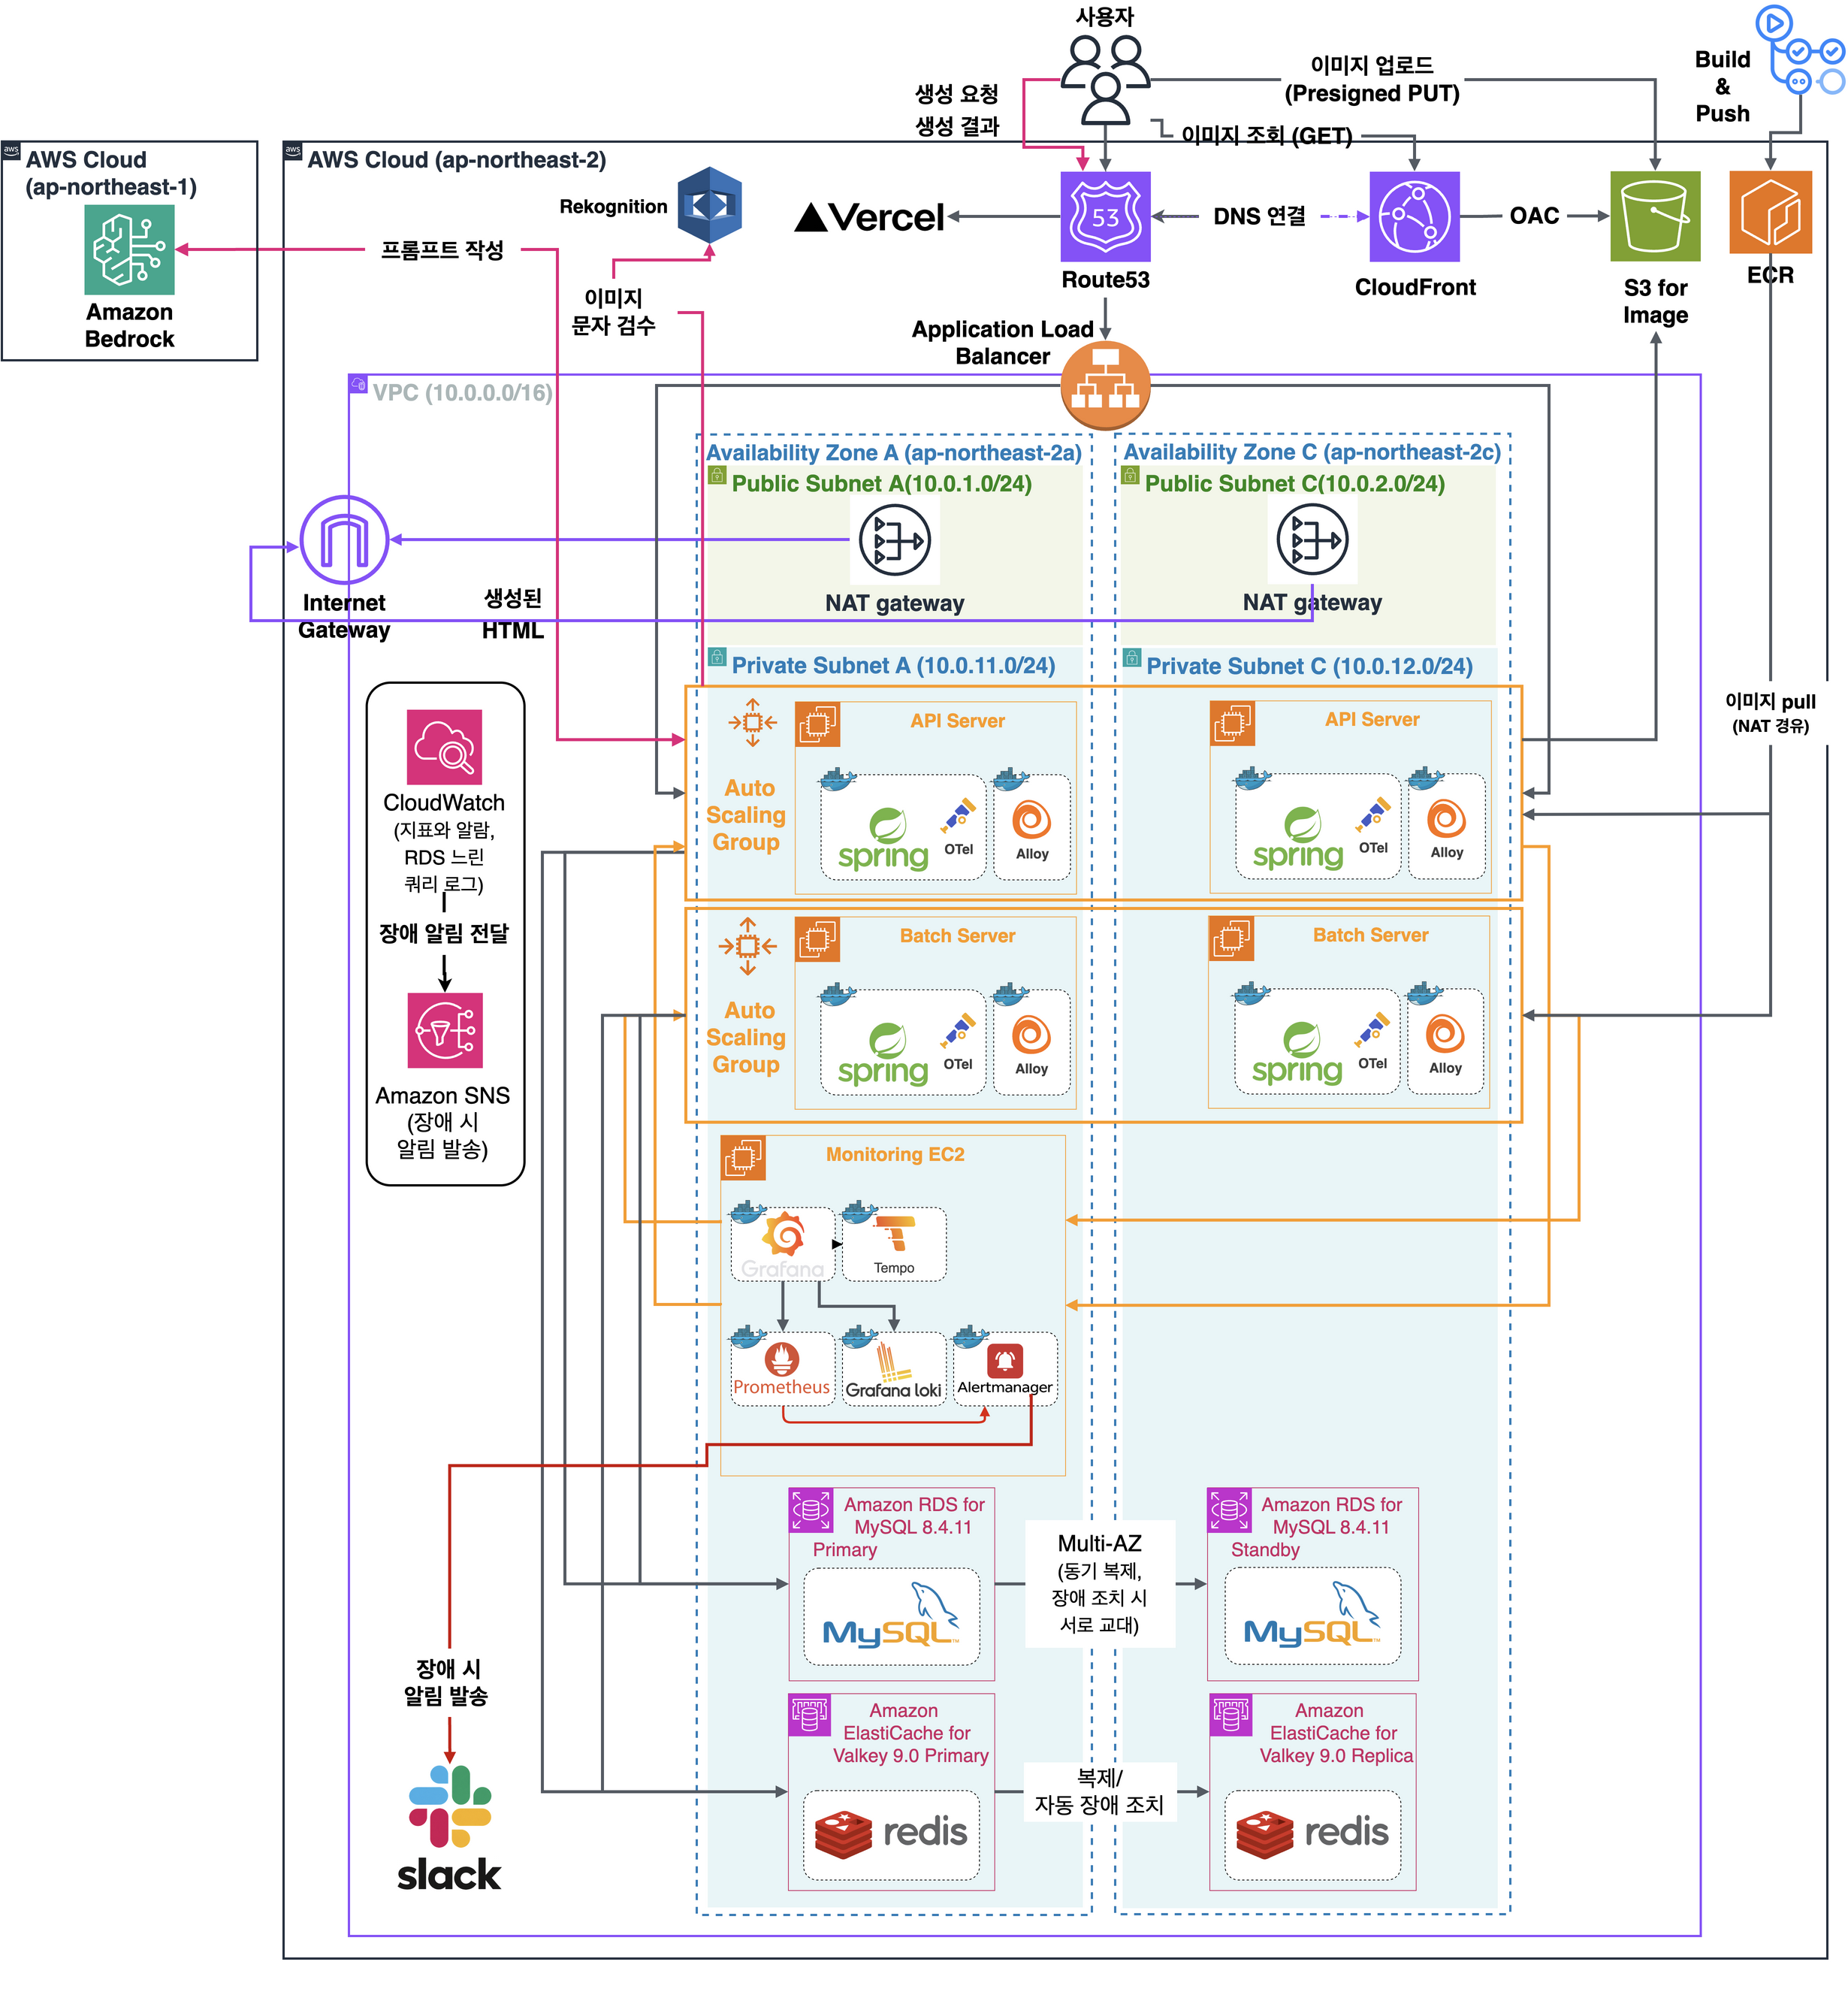 사용자
이미지 업로드
(Presigned PUT)
Build
&
Push
생성 요청
생성 결과
이미지 조회 (GET)
aws
AWS Cloud
(ap-northeast-1)
aws
AWS Cloud (ap-northeast-2)
Amazon
Bedrock
프롬프트 작성
Rekognition
이미지
문자 검수
Vercel
53
Route53
DNS 연결
CloudFront
OAC
S3 for
Image
ECR
Application Load
Balancer
VPC (10.0.0.0/16)
Availability Zone A (ap-northeast-2a)
Availability Zone C (ap-northeast-2c)
Public Subnet A(10.0.1.0/24)
Public Subnet C(10.0.2.0/24)
NAT gateway
NAT gateway
Internet
Gateway
생성된
HTML
Private Subnet A (10.0.11.0/24)
Private Subnet C (10.0.12.0/24)
이미지 pull
(NAT 경유)
CloudWatch
(지표와 알람,
RDS 느린
쿼리 로그)
장애 알림 전달
Amazon SNS
(장애 시
알림 발송)
Auto
Scaling
Group
API Server
spring
OTel
Alloy
API Server
spring
OTel
Alloy
Auto
Scaling
Group
Batch Server
spring
OTel
Alloy
Batch Server
spring
OTel
Alloy
Monitoring EC2
Grafana
Tempo
Prometheus
Grafana loki
Alertmanager
Amazon RDS for
MySQL 8.4.11
Primary
MySQL
Multi-AZ
(동기 복제,
장애 조치 시
서로 교대)
Amazon RDS for
MySQL 8.4.11
Standby
MySQL
장애 시
알림 발송
slack
Amazon
ElastiCache for
Valkey 9.0 Primary
redis
복제/
자동 장애 조치
Amazon
ElastiCache for
Valkey 9.0 Replica
redis